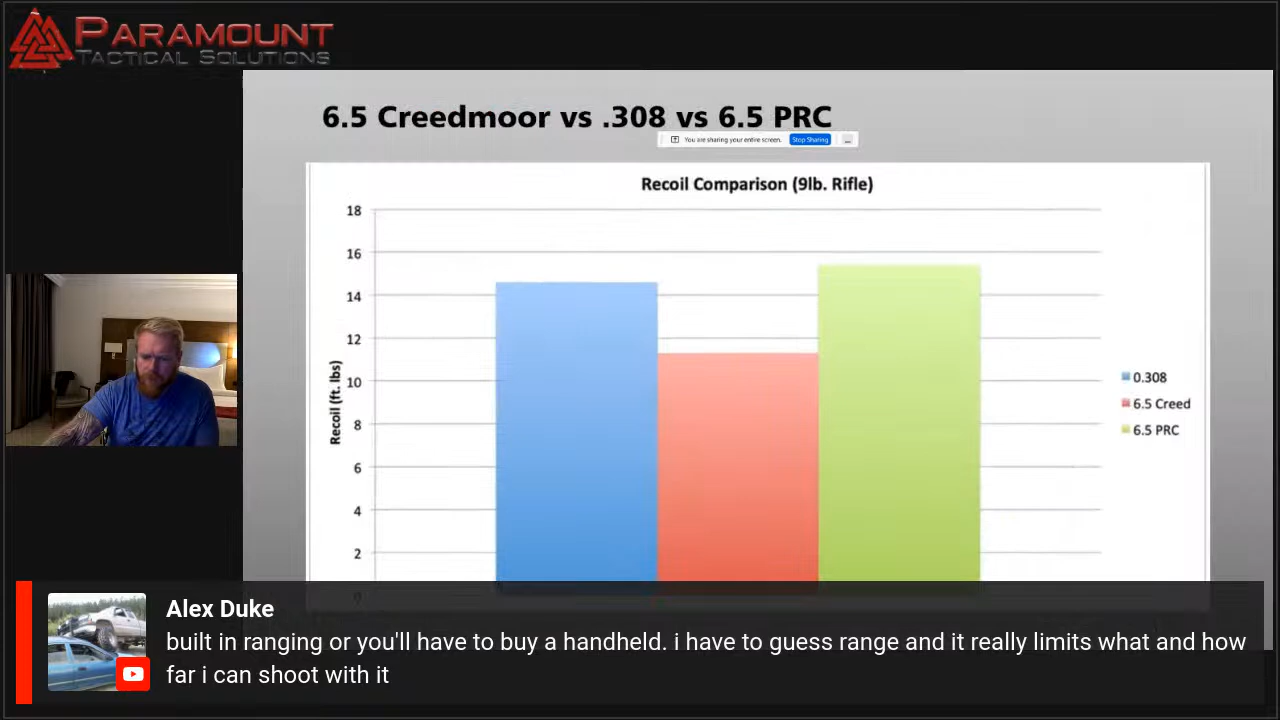 PARAMOUNT
TACTICAL SOLUTIONS
6.5 Creedmoor vs .308 vs 6.5 PRC
You are sharing your entire screen. Stop Sharing
Recoil Comparison (9lb. Rifle)
18
16
14
12
10
8
6
4
2
0
Recoil (ft. lbs)
0.308
6.5 Creed
6.5 PRC
Alex Duke
built in ranging or you'll have to buy a handheld. i have to guess range and it really limits what and how
far i can shoot with it